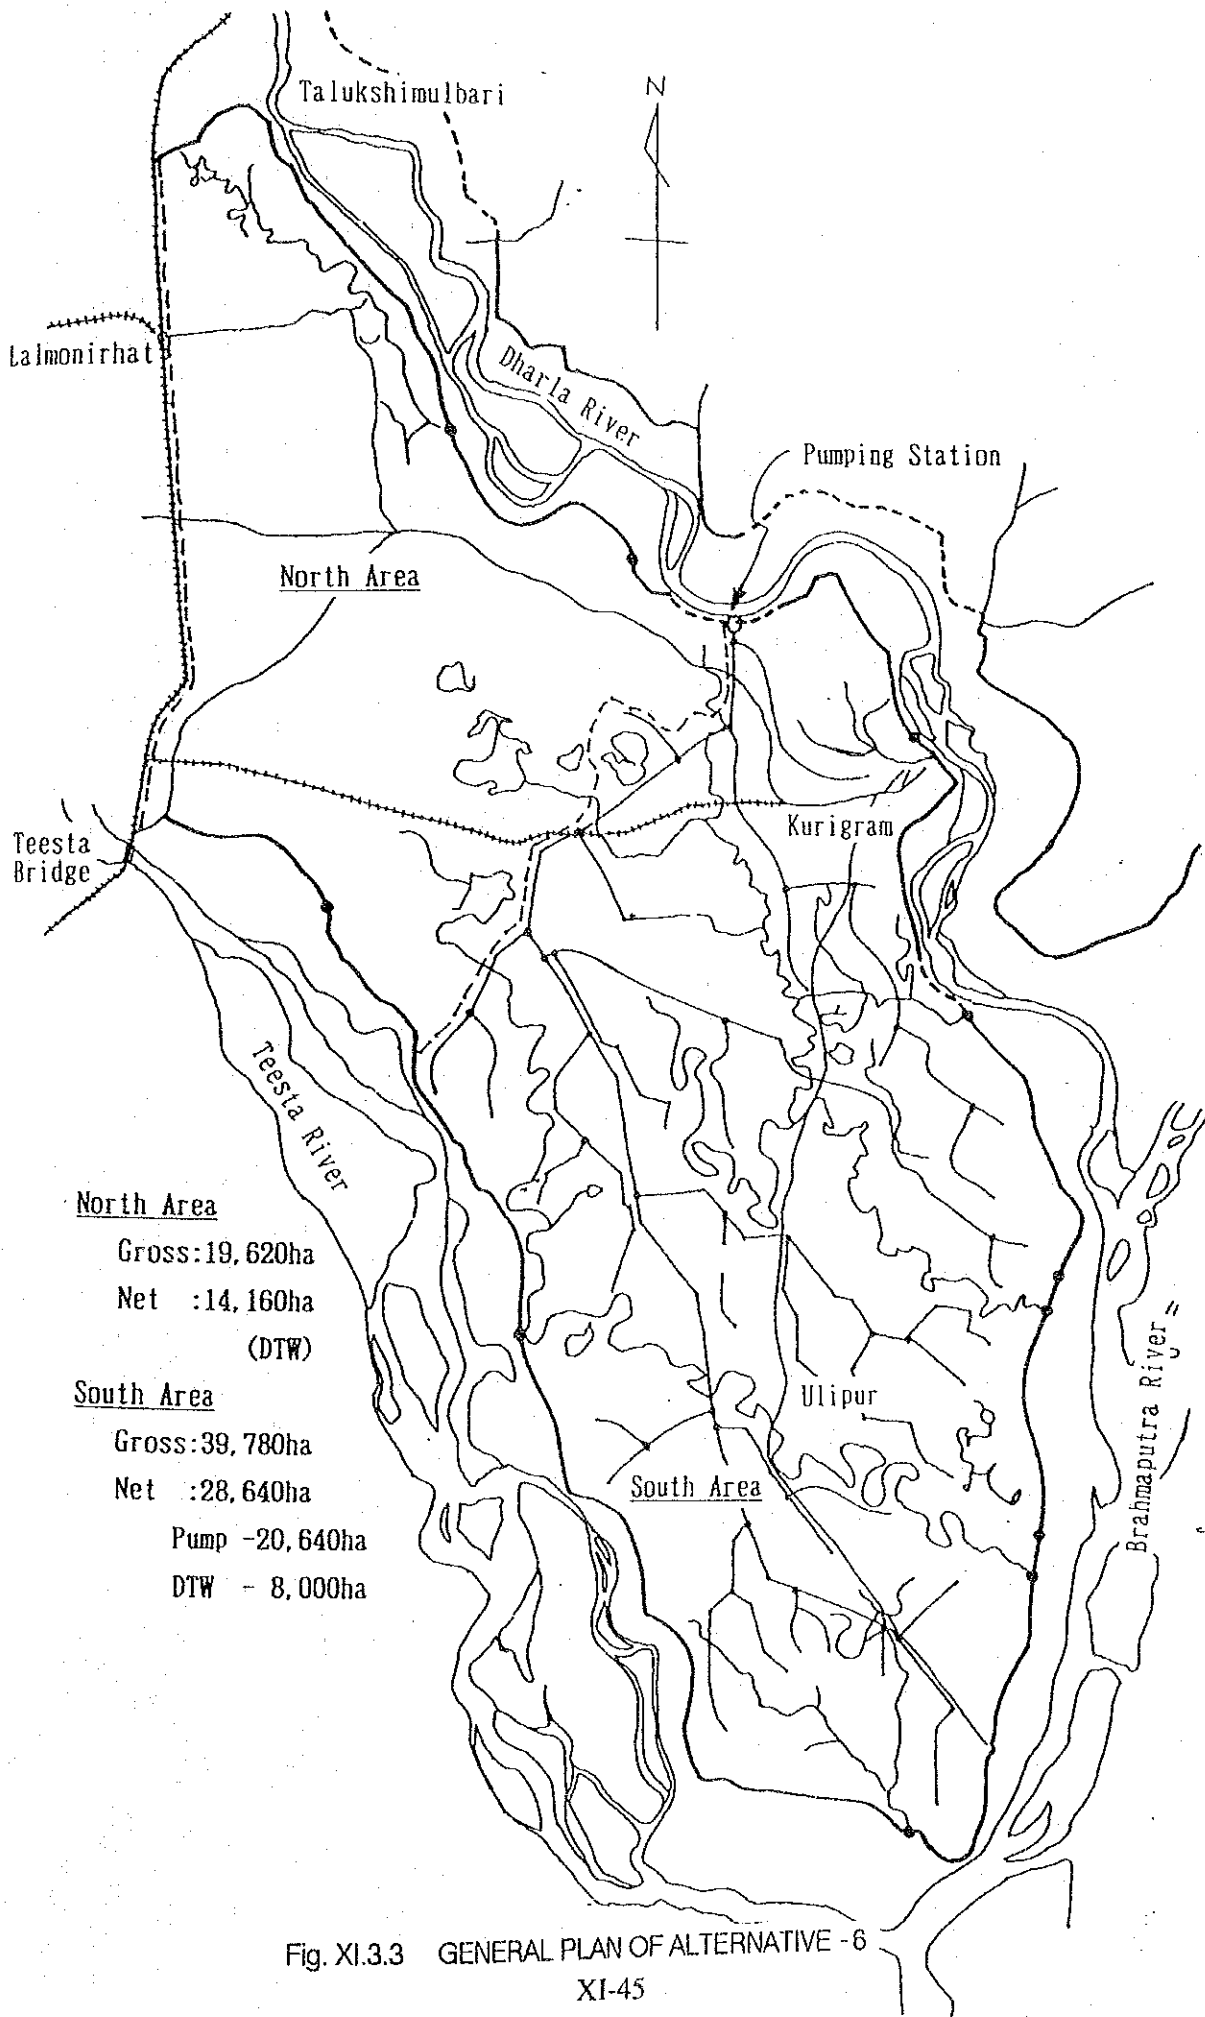 Talukshimulbari
N
Lalmonirhat
Dharla River
Pumping Station
North Area
Kurigram
Teesta
Bridge
Teesta River
North Area
Gross:19,620ha
Net :14,160ha
(DTW)
South Area
Gross:39,780ha
Net :28,640ha
Pump -20,640ha
DTW - 8,000ha
Ulipur
South Area
Brahmaputra River
Fig. XI.3.3 GENERAL PLAN OF ALTERNATIVE -6
XI-45